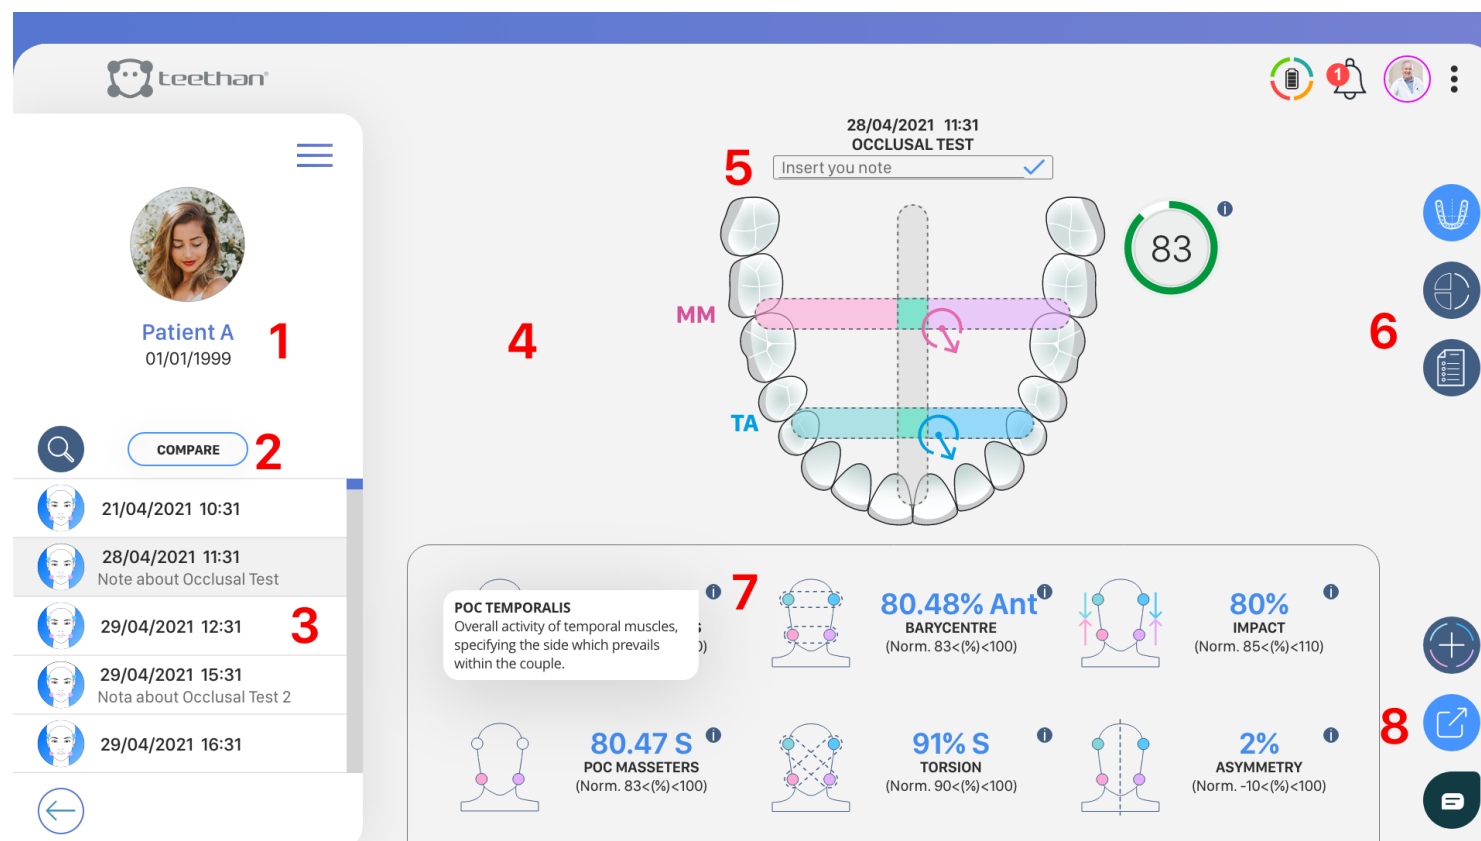 teethan®
1
28/04/2021 11:31
OCCLUSAL TEST
5
Insert you note
83
i
MM
TA
4
6
Patient A
01/01/1999
1
COMPARE
2
21/04/2021 10:31
28/04/2021 11:31
Note about Occlusal Test
29/04/2021 12:31
3
29/04/2021 15:31
Nota about Occlusal Test 2
29/04/2021 16:31
POC TEMPORALIS
Overall activity of temporal muscles,
specifying the side which prevails
within the couple.
S
)
i
7
80.48% Ant
i
BARYCENTRE
(Norm. 83<(%)<100)
80%
i
IMPACT
(Norm. 85<(%)<110)
80.47 S
i
POC MASSETERS
(Norm. 83<(%)<100)
91% S
i
TORSION
(Norm. 90<(%)<100)
2%
i
ASYMMETRY
(Norm. -10<(%)<100)
8